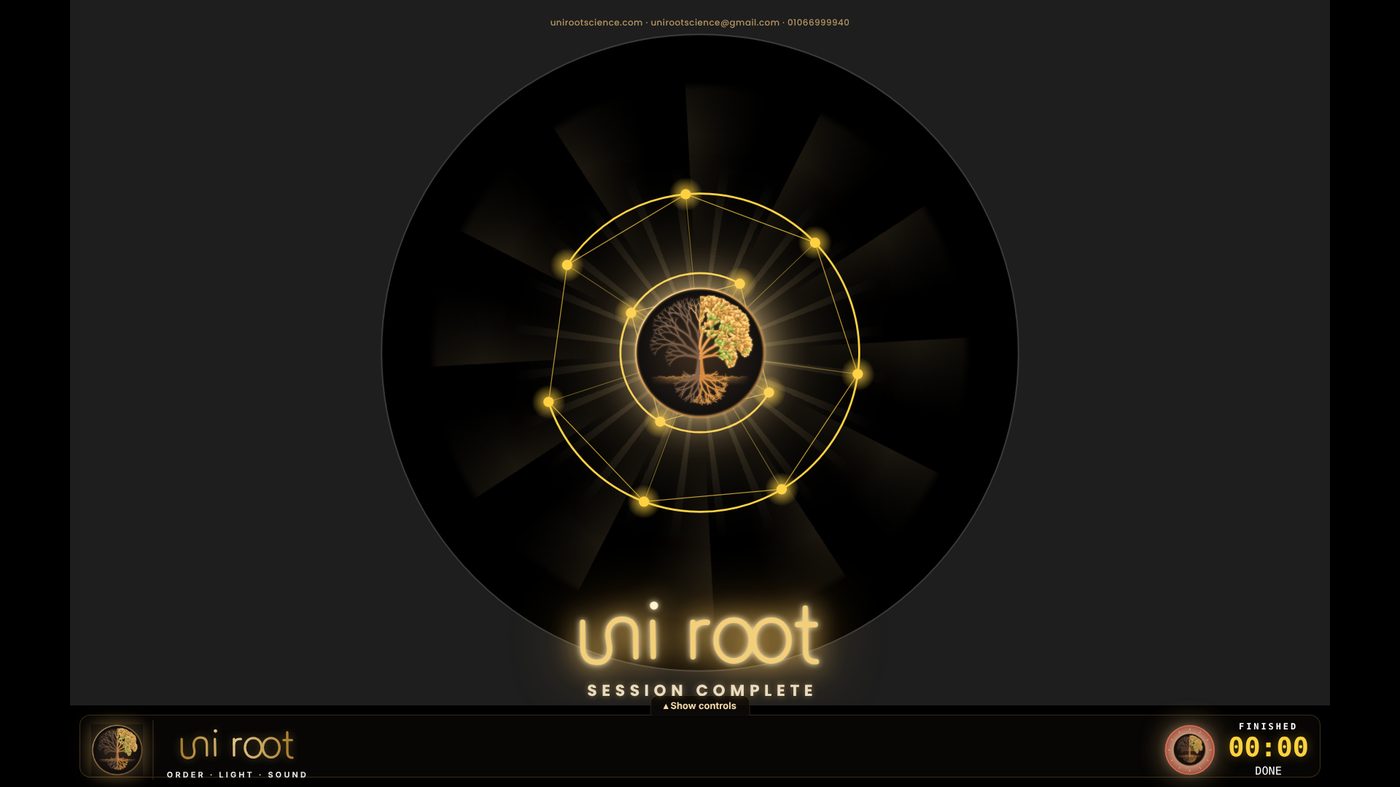 unirootscience.com · unirootscience@gmail.com · 01066999940
uni root
SESSION COMPLETE
▴ Show controls
uni root
ORDER · LIGHT · SOUND
FINISHED
00:00
DONE